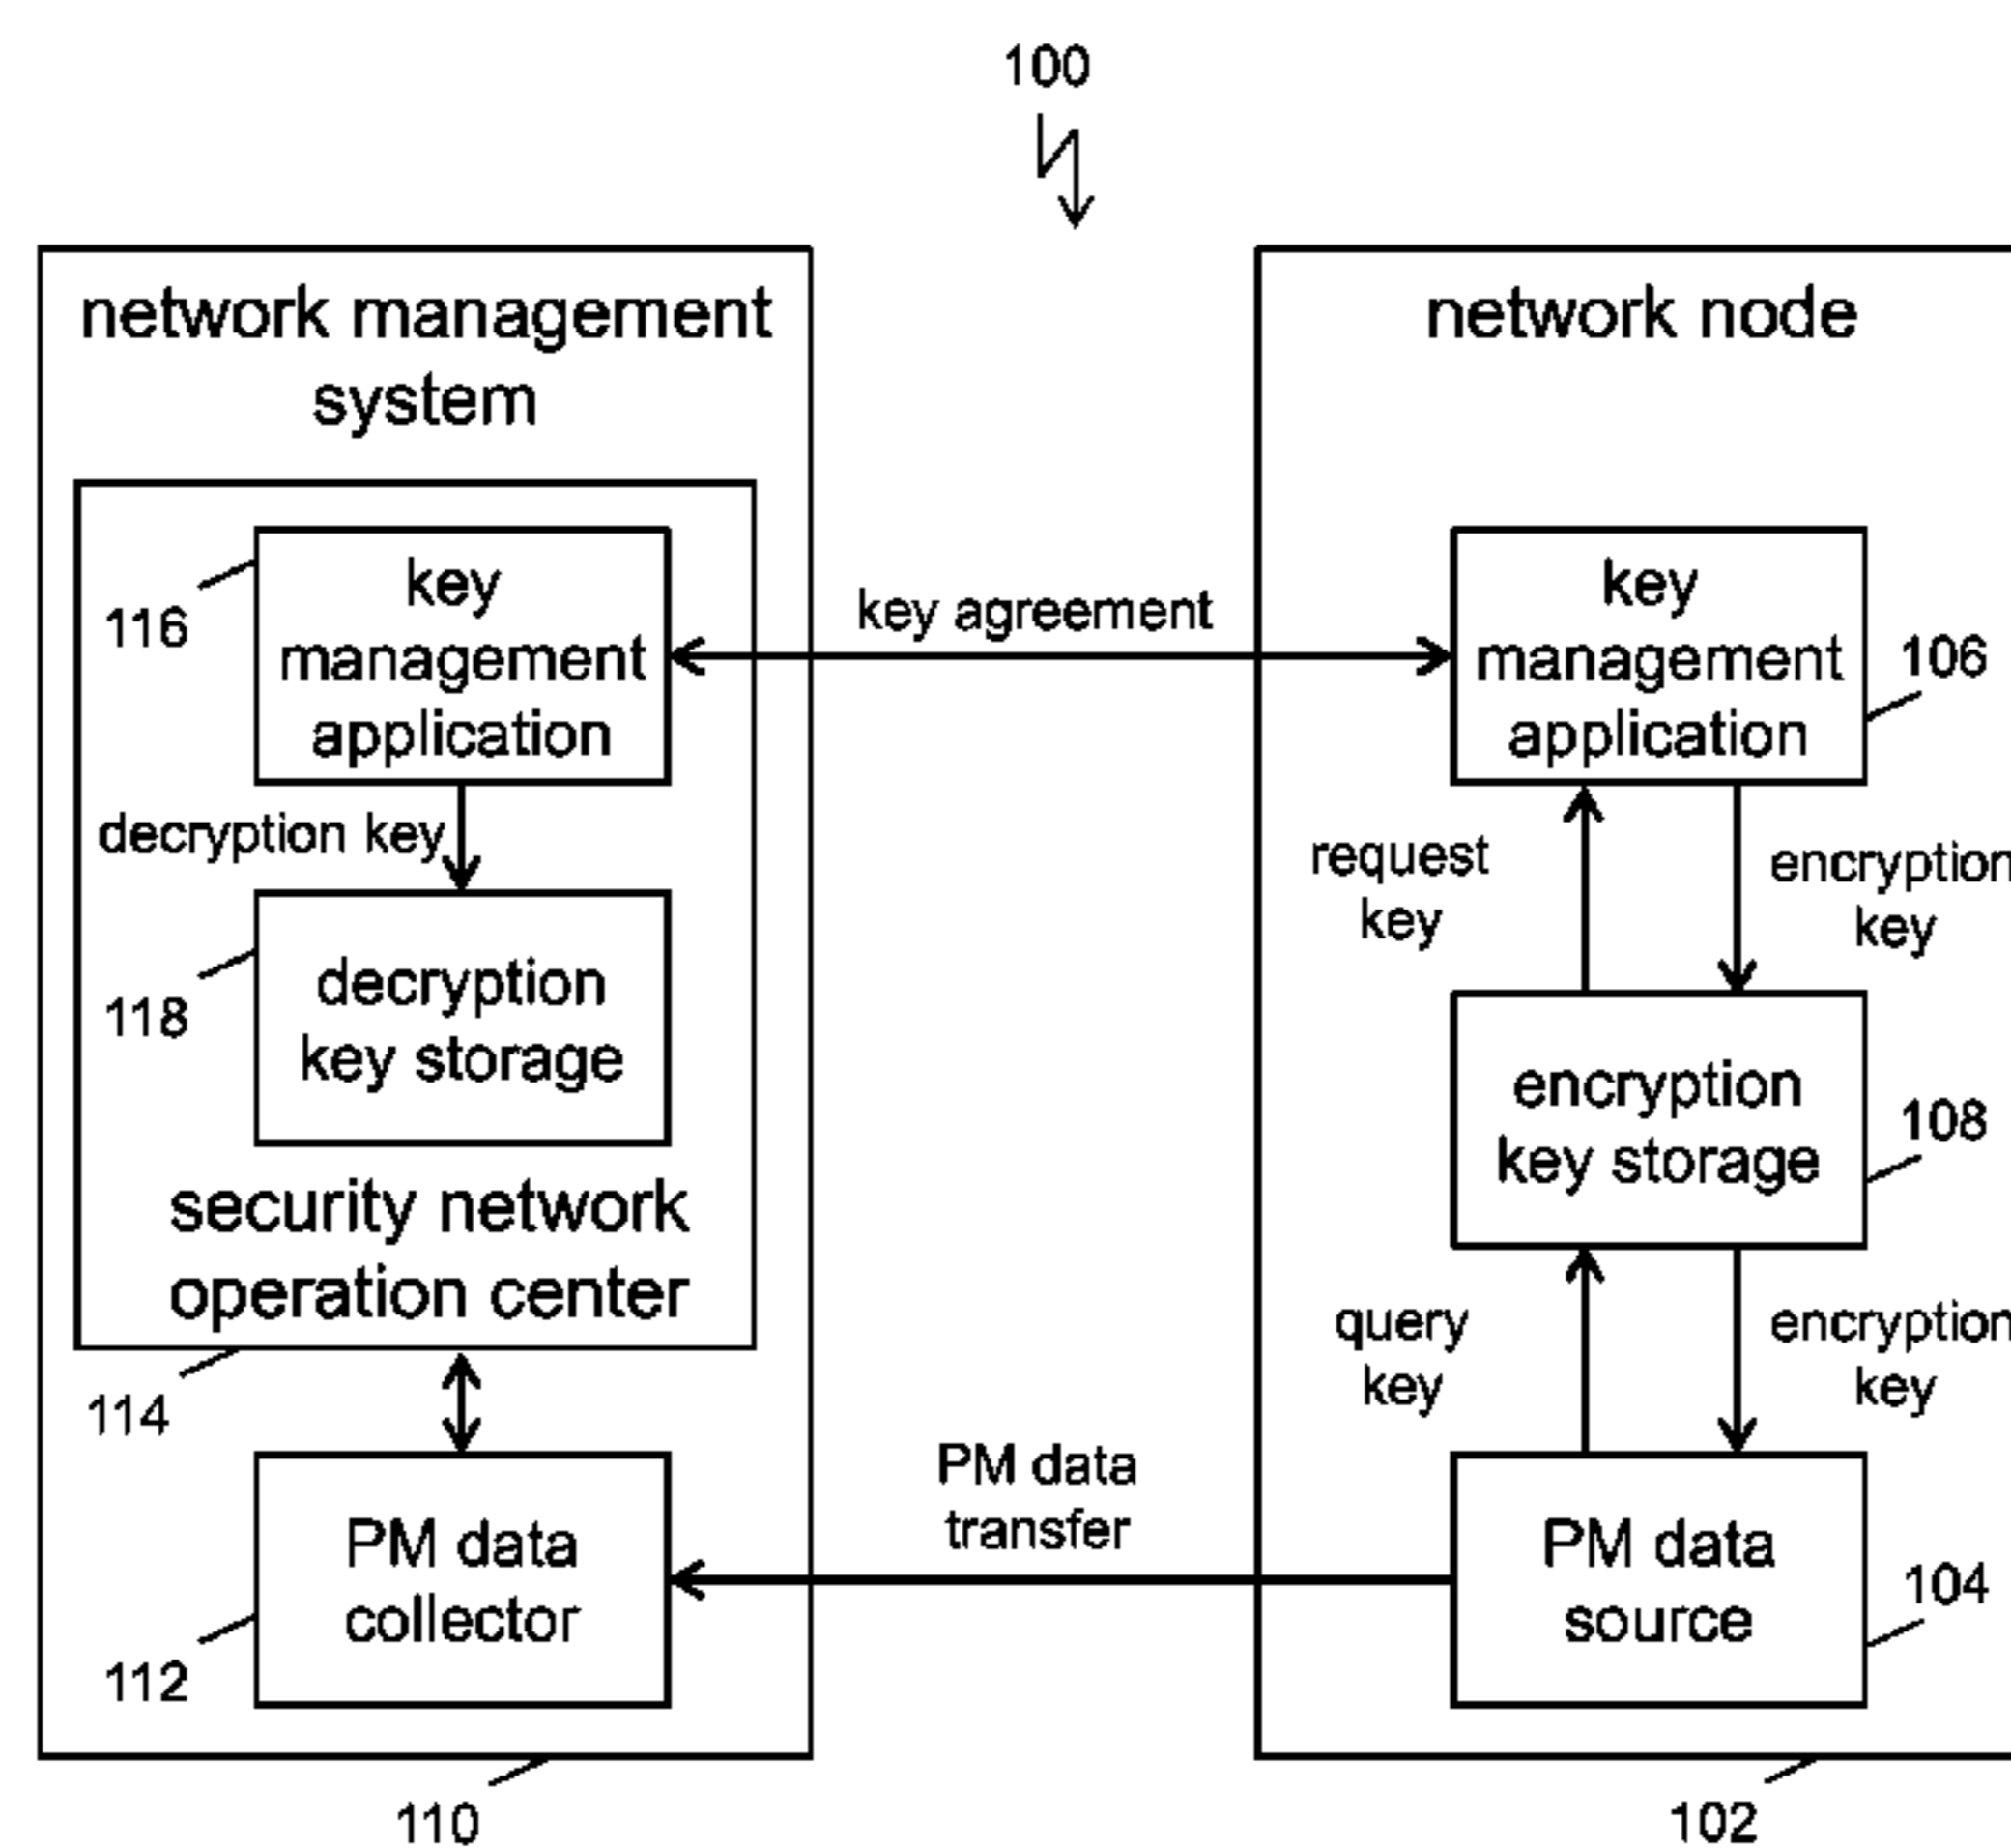 100
network management
system
key
management
application
116
decryption key
decryption
key storage
118
security network
operation center
114
PM data
collector
112
110
key agreement
PM data
transfer
network node
key
management
application
106
request
key
encryption
key
encryption
key storage
108
query
key
encryption
key
PM data
source
104
102